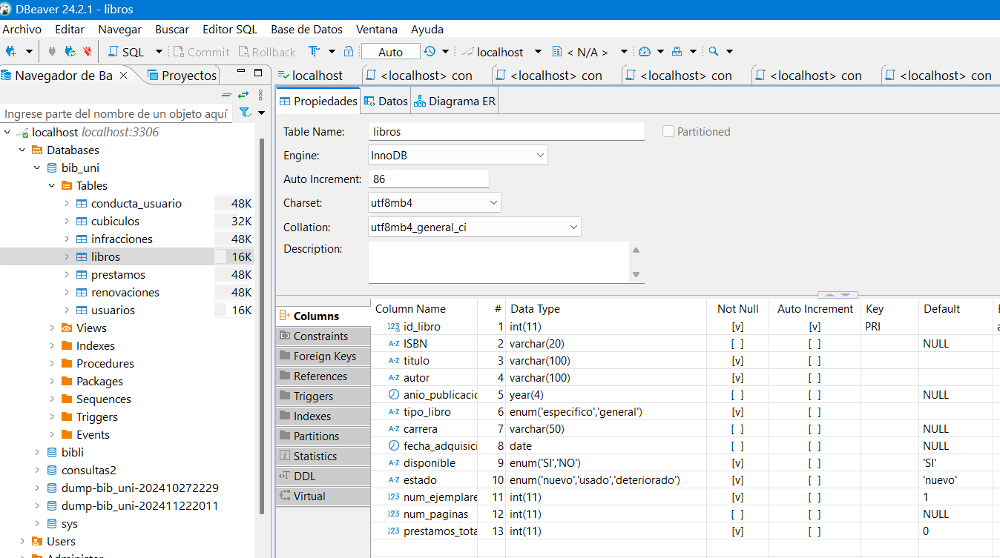 DBeaver 24.2.1 - libros
Archivo Editar Navegar Buscar Editor SQL Base de Datos Ventana Ayuda
SQL Commit Rollback Auto localhost < N/A >
Navegador de Ba Proyectos
localhost <localhost> con <localhost> con <localhost> con <localhost> con <localhost> con
Ingrese parte del nombre de un objeto aquí
localhost localhost:3306
Databases
bib_uni
Tables
conducta_usuario 48K
cubiculos 32K
infracciones 48K
libros 16K
prestamos 48K
renovaciones 48K
usuarios 16K
Views
Indexes
Procedures
Packages
Sequences
Triggers
Events
bibli
consultas2
dump-bib_uni-202410272229
dump-bib_uni-202411222011
sys
Users
Administer
Propiedades Datos Diagrama ER
Table Name: libros Partitioned
Engine: InnoDB
Auto Increment: 86
Charset: utf8mb4
Collation: utf8mb4_general_ci
Description:
Columns
Constraints
Foreign Keys
References
Triggers
Indexes
Partitions
Statistics
DDL
Virtual
Column Name # Data Type Not Null Auto Increment Key Default
123 id_libro 1 int(11) [v] [v] PRI a
A-Z ISBN 2 varchar(20) [ ] [ ] NULL
A-Z titulo 3 varchar(100) [v] [ ]
A-Z autor 4 varchar(100) [v] [ ]
anio_publicacio 5 year(4) [ ] [ ] NULL
A-Z tipo_libro 6 enum('especifico','general') [v] [ ]
A-Z carrera 7 varchar(50) [ ] [ ] NULL
fecha_adquisici 8 date [ ] [ ] NULL
A-Z disponible 9 enum('SI','NO') [v] [ ] 'SI'
A-Z estado 10 enum('nuevo','usado','deteriorado') [v] [ ] 'nuevo'
123 num_ejemplare 11 int(11) [v] [ ] 1
123 num_paginas 12 int(11) [ ] [ ] NULL
123 prestamos_tota 13 int(11) [v] [ ] 0